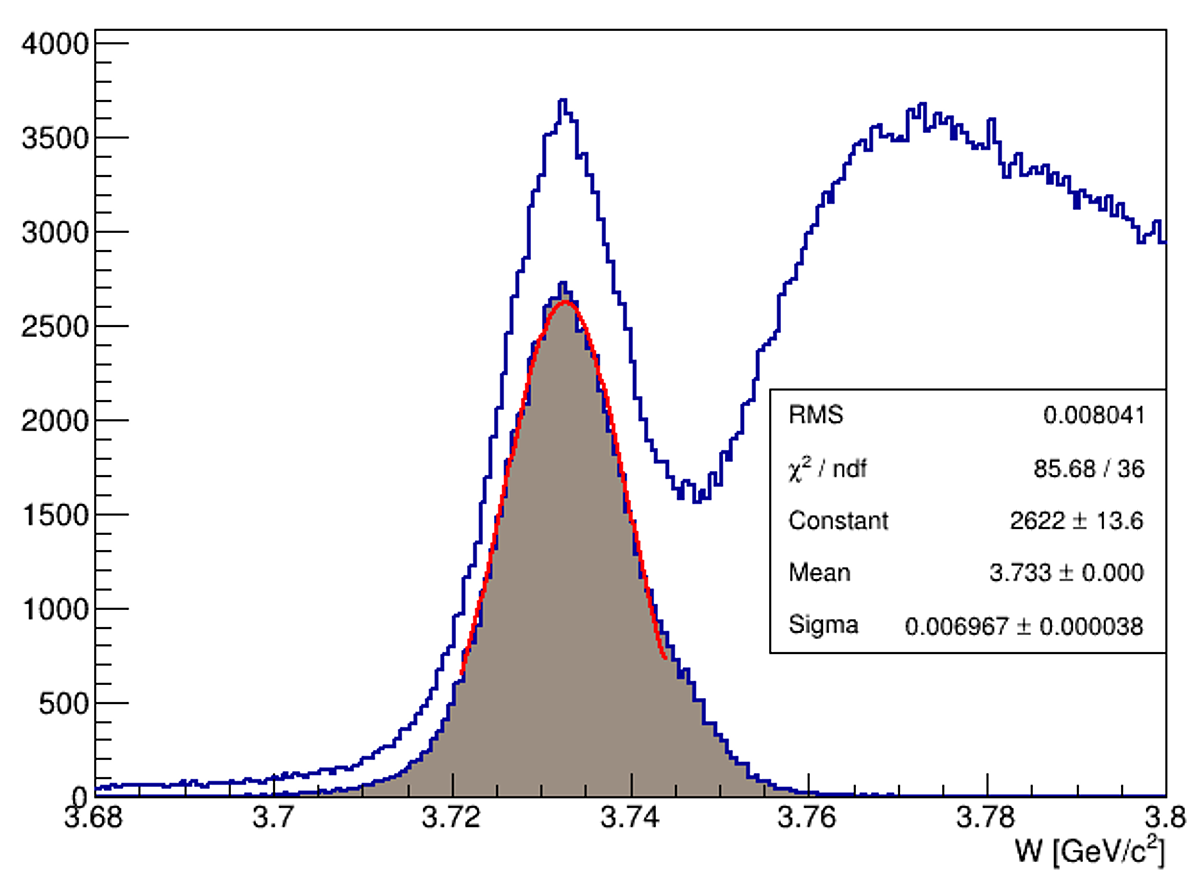 4000
3500
3000
2500
2000
1500
1000
500
0
RMS 0.008041
χ² / ndf 85.68 / 36
Constant 2622 ± 13.6
Mean 3.733 ± 0.000
Sigma 0.006967 ± 0.000038
3.68 3.7 3.72 3.74 3.76 3.78 3.8
W [GeV/c²]